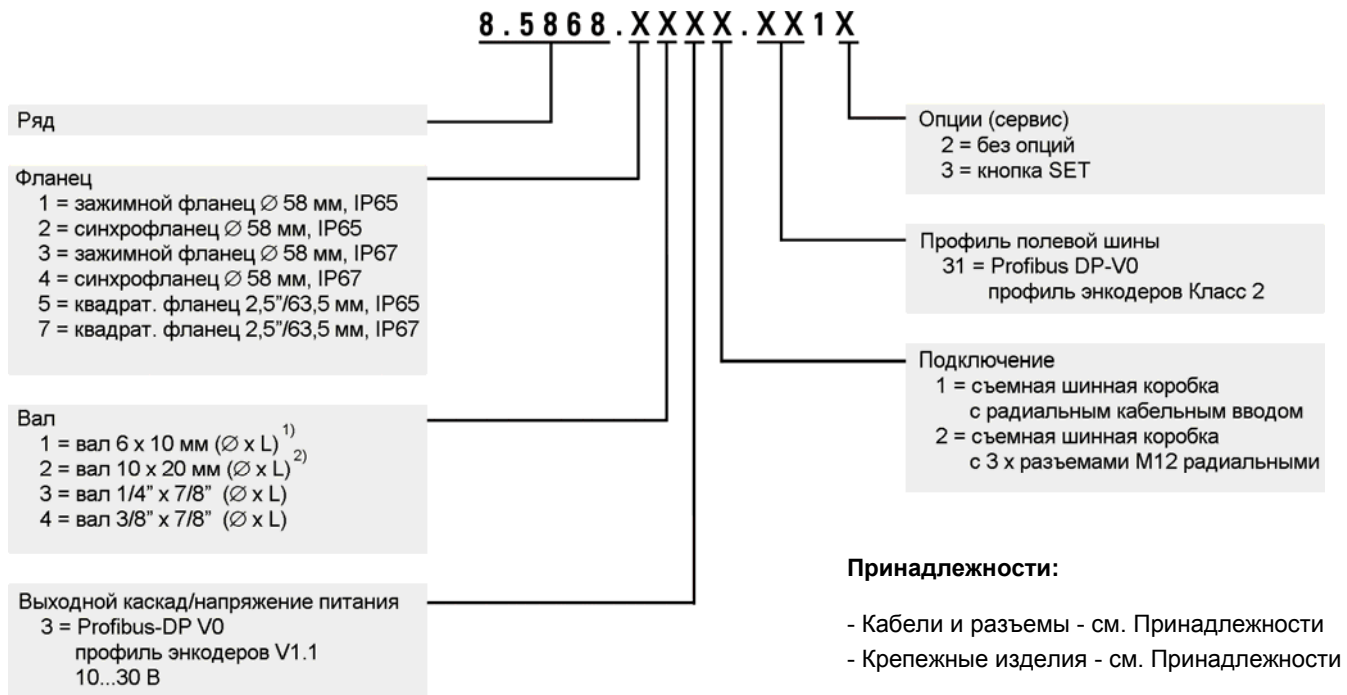 8.5868.XXXX.XX1X
Ряд
Фланец
1 = зажимной фланец ∅ 58 мм, IP65
2 = синхрофланец ∅ 58 мм, IP65
3 = зажимной фланец ∅ 58 мм, IP67
4 = синхрофланец ∅ 58 мм, IP67
5 = квадрат. фланец 2,5”/63,5 мм, IP65
7 = квадрат. фланец 2,5”/63,5 мм, IP67
Вал
1 = вал 6 x 10 мм (∅ x L) 1)
2 = вал 10 x 20 мм (∅ x L) 2)
3 = вал 1/4” x 7/8” (∅ x L)
4 = вал 3/8” x 7/8” (∅ x L)
Выходной каскад/напряжение питания
3 = Profibus-DP V0
профиль энкодеров V1.1
10...30 В
Опции (сервис)
2 = без опций
3 = кнопка SET
Профиль полевой шины
31 = Profibus DP-V0
профиль энкодеров Класс 2
Подключение
1 = съемная шинная коробка
с радиальным кабельным вводом
2 = съемная шинная коробка
с 3 х разъемами M12 радиальными
Принадлежности:
- Кабели и разъемы - см. Принадлежности
- Крепежные изделия - см. Принадлежности